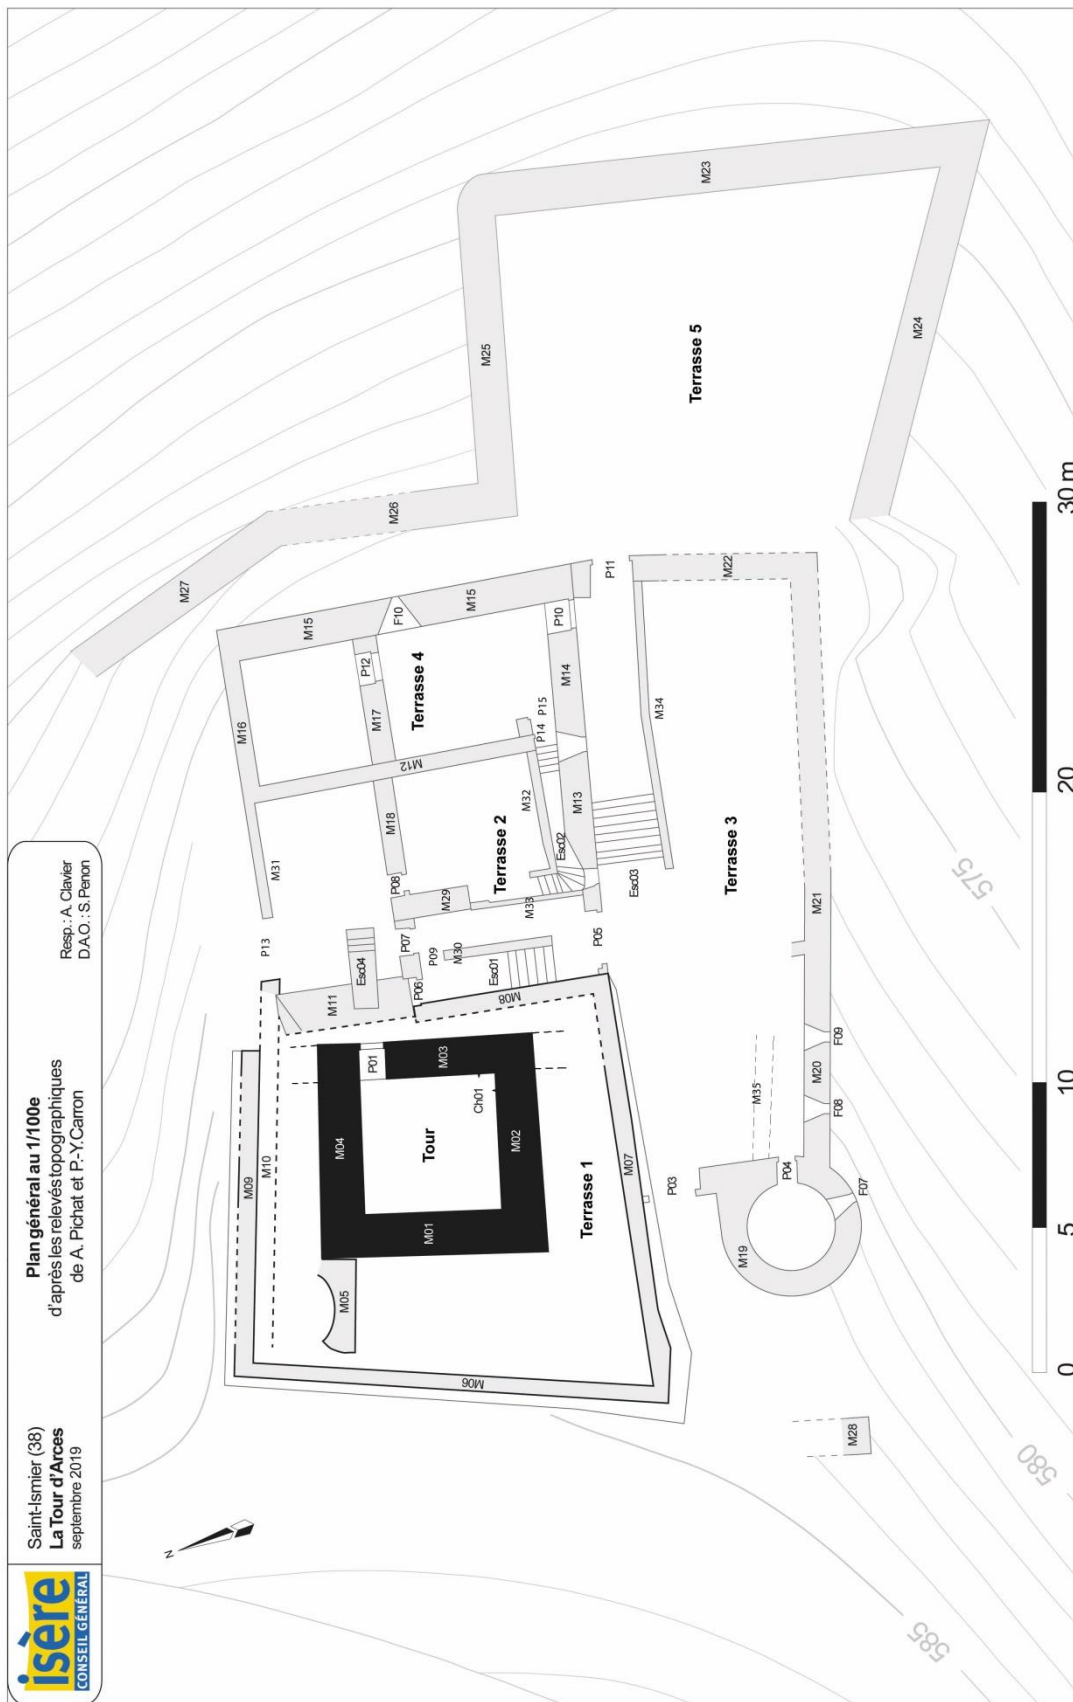 isère
CONSEIL GÉNÉRAL
Saint-Ismier (38)
La Tour d'Arces
septembre 2019
Plan général au 1/100e
d'après les relevés topographiques
de A. Pichat et P.-Y. Carron
Resp. : A. Clavier
D.A.O. : S. Penon
N
M27
M26
M25
M23
M24
Terrasse 5
M16
M15
F10
M15
P12
M17
Terrasse 4
P10
P11
M14
P15
P14
M12
M22
M34
M31
M18
M32
M13
Terrasse 2
Esc02
P08
M29
M33
Esc03
Terrasse 3
M21
P13
Esc04
P07
P09
M30
Esc01
P05
M11
P06
M08
M09
M10
P01
M03
Ch01
M04
Tour
M02
M01
M05
Terrasse 1
M07
M06
P03
M35
F09
M20
F08
P04
F07
M19
M28
575
580
585
0
5
10
20
30 m